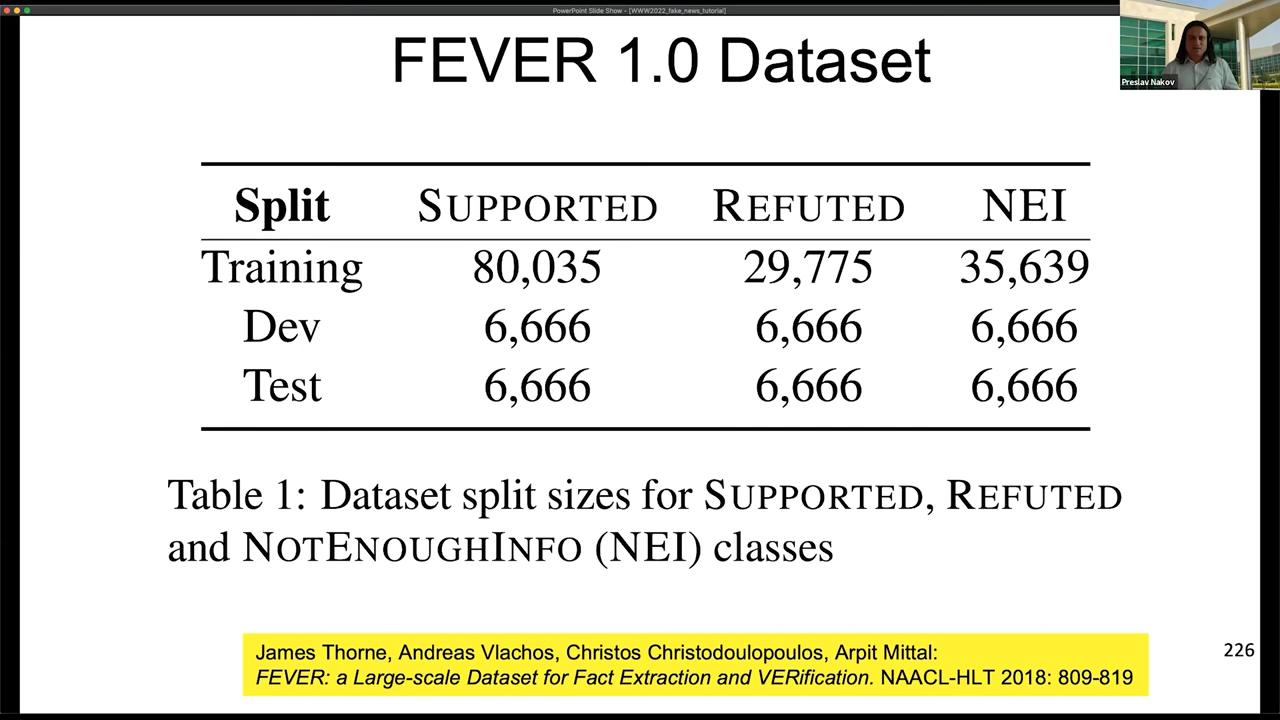 PowerPoint Slide Show - [WWW2022_fake_news_tutorial]
Preslav Nakov
FEVER 1.0 Dataset
Split SUPPORTED REFUTED NEI
Training 80,035 29,775 35,639
Dev 6,666 6,666 6,666
Test 6,666 6,666 6,666
Table 1: Dataset split sizes for SUPPORTED, REFUTED
and NOTENOUGHINFO (NEI) classes
James Thorne, Andreas Vlachos, Christos Christodoulopoulos, Arpit Mittal:
FEVER: a Large-scale Dataset for Fact Extraction and VERification. NAACL-HLT 2018: 809-819
226